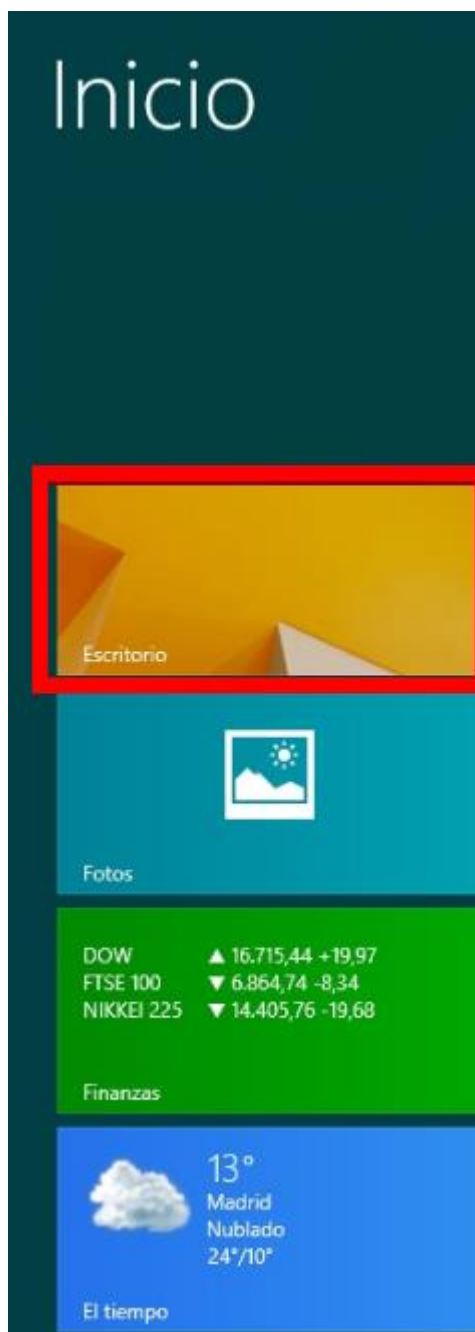 Inicio
Escritorio
Fotos
DOW ▲ 16.715,44 +19,97
FTSE 100 ▼ 6.864,74 -8,34
NIKKEI 225 ▼ 14.405,76 -19,68
Finanzas
13°
Madrid
Nublado
24°/10°
El tiempo